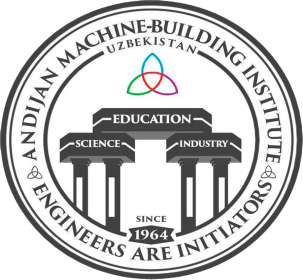 ANDIJAN MACHINE-BUILDING INSTITUTE
UZBEKISTAN
EDUCATION
SCIENCE
INDUSTRY
SINCE
1964
ENGINEERS ARE INITIATORS